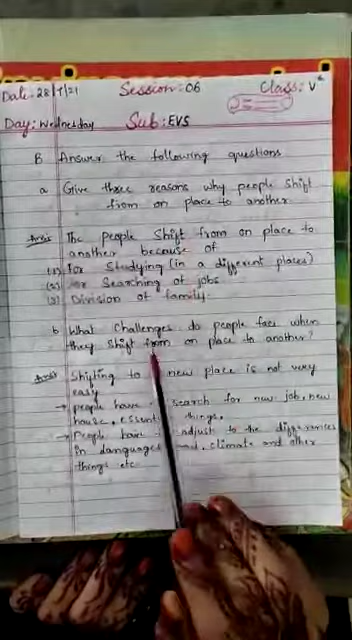 Date:28/7/21 Session:06 Class:V
Day:Wednesday Sub:EVS
B Answer the following questions
a Give three reasons why people shift
from on place to another
Ans: The people shift from on place to
another because of
(1) For Studying (in a different places)
(2) For Searching of jobs
(3) Division of family.
b What challenges do people face when
they shift from on place to another?
Ans: Shifting to new place is not very
easy
→ people have search for new job, new
house, things.
→ People have adjust to the differences
in languages climate and other
things etc